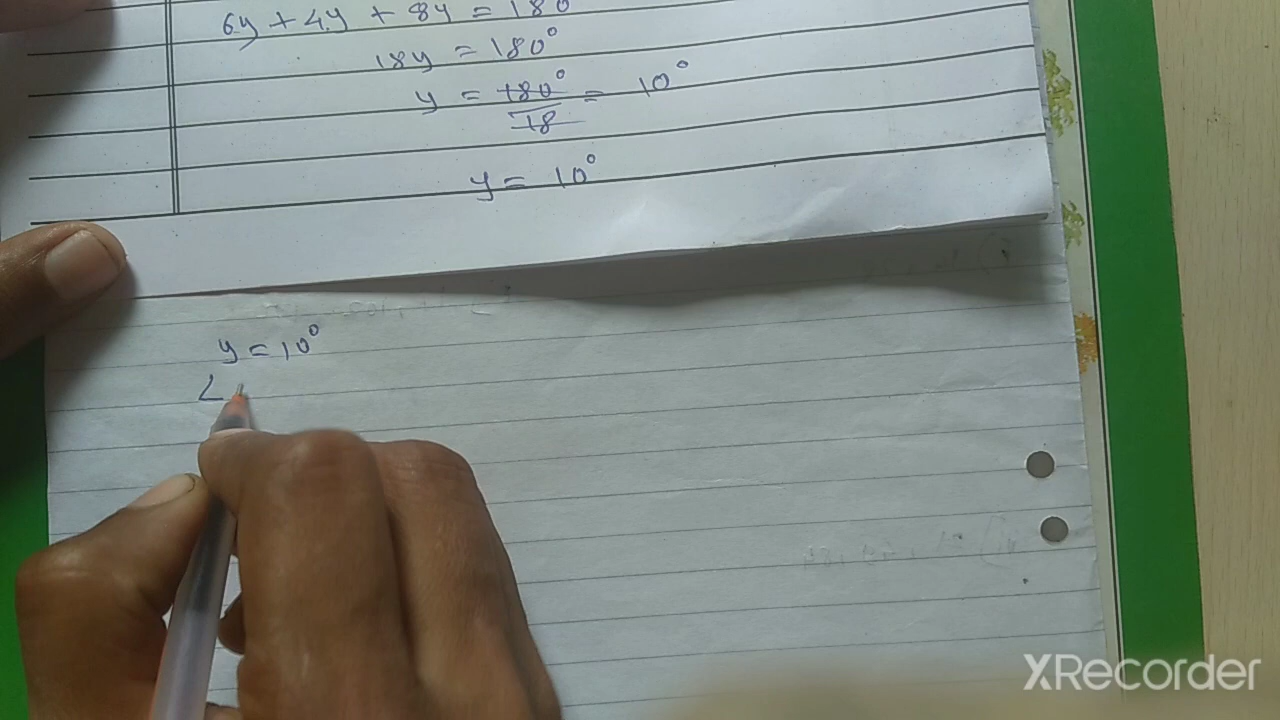 6y + 4y + 8y = 180
18y = 180°
y = 180°/18 = 10°
y = 10°
y = 10°
∠
XRecorder